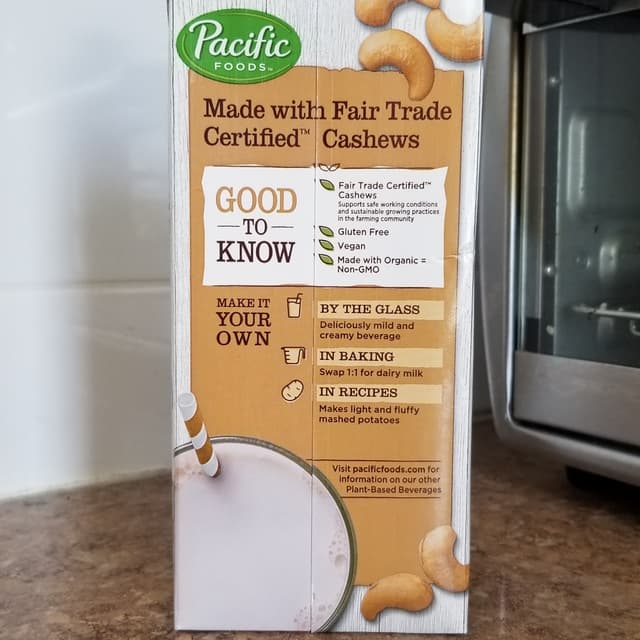 Pacific
FOODS™
Made with Fair Trade
Certified™ Cashews
GOOD
TO
KNOW
Fair Trade Certified™
Cashews
Supports safe working conditions
and sustainable growing practices
in the farming community
Gluten Free
Vegan
Made with Organic =
Non-GMO
MAKE IT
YOUR
OWN
BY THE GLASS
Deliciously mild and
creamy beverage
IN BAKING
Swap 1:1 for dairy milk
IN RECIPES
Makes light and fluffy
mashed potatoes
Visit pacificfoods.com for
information on our other
Plant-Based Beverages